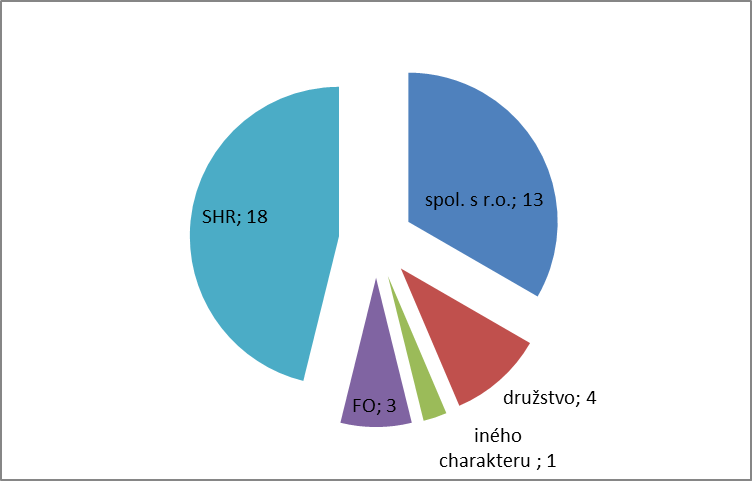 SHR; 18
spol. s r.o.; 13
FO; 3
družstvo; 4
iného
charakteru ; 1